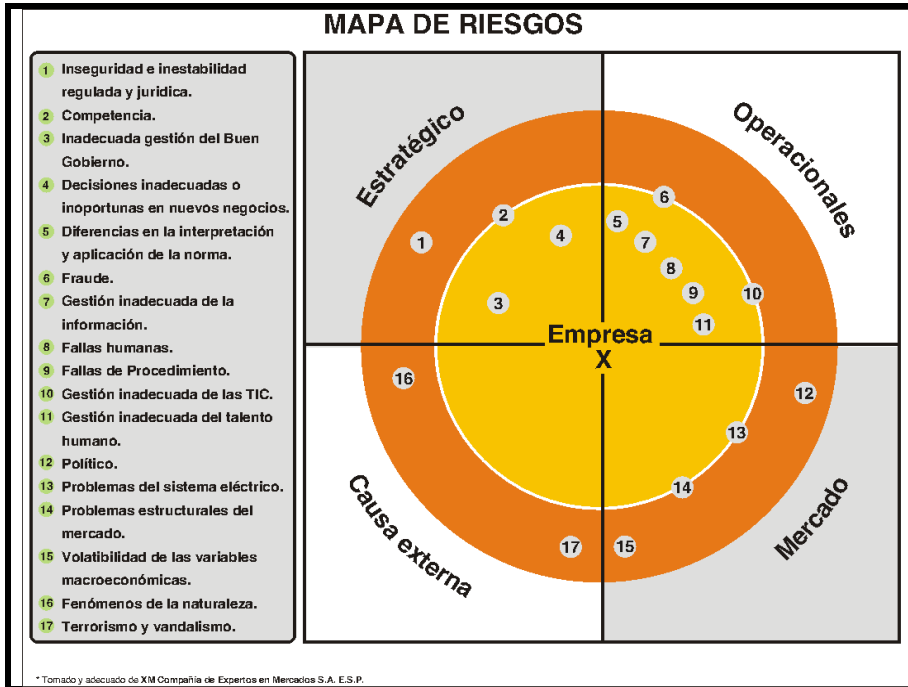 MAPA DE RIESGOS
1 Inseguridad e inestabilidad
regulada y juridica.
2 Competencia.
3 Inadecuada gestión del Buen
Gobierno.
4 Decisiones inadecuadas o
inoportunas en nuevos negocios.
5 Diferencias en la interpretación
y aplicación de la norma.
6 Fraude.
7 Gestión inadecuada de la
información.
8 Fallas humanas.
9 Fallas de Procedimiento.
10 Gestión inadecuada de las TIC.
11 Gestión inadecuada del talento
humano.
12 Político.
13 Problemas del sistema eléctrico.
14 Problemas estructurales del
mercado.
15 Volatibilidad de las variables
macroeconómicas.
16 Fenómenos de la naturaleza.
17 Terrorismo y vandalismo.
Estratégico
Operacionales
1
2
3
4
5
6
7
8
9
10
11
Empresa
X
16
12
13
14
17
15
Causa externa
Mercado
* Tomado y adecuado de XM Compañía de Expertos en Mercados S.A. E.S.P.